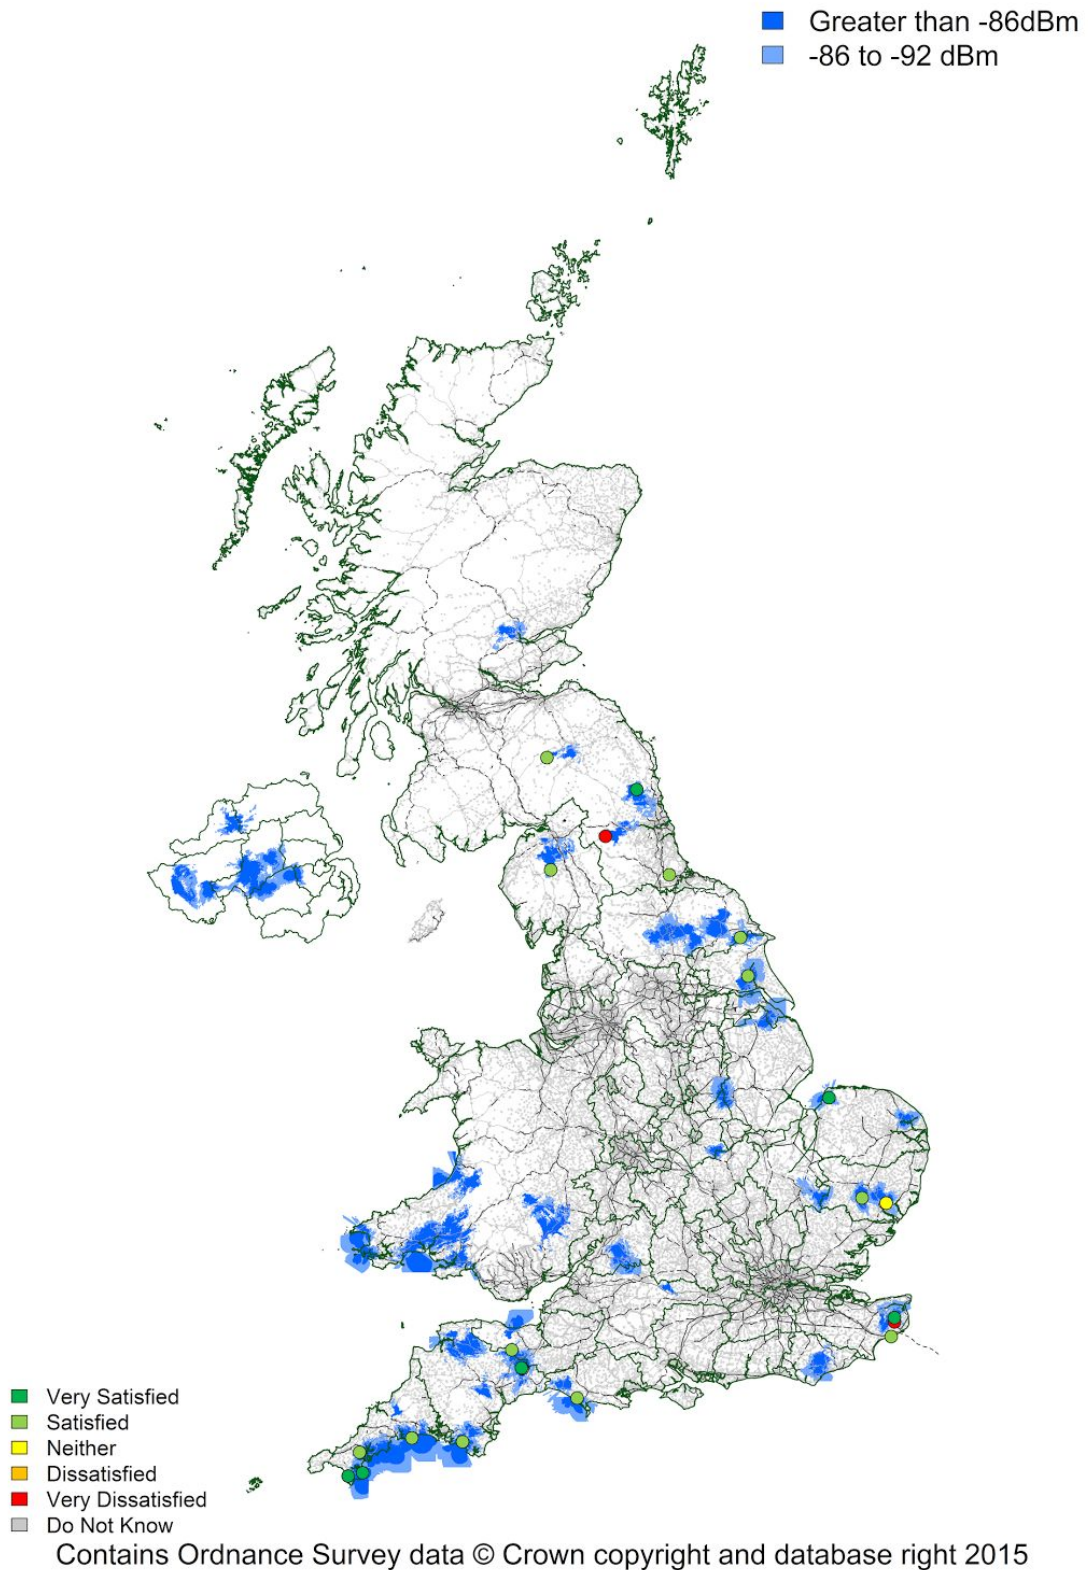 Greater than -86dBm
-86 to -92 dBm
Very Satisfied
Satisfied
Neither
Dissatisfied
Very Dissatisfied
Do Not Know
Contains Ordnance Survey data © Crown copyright and database right 2015